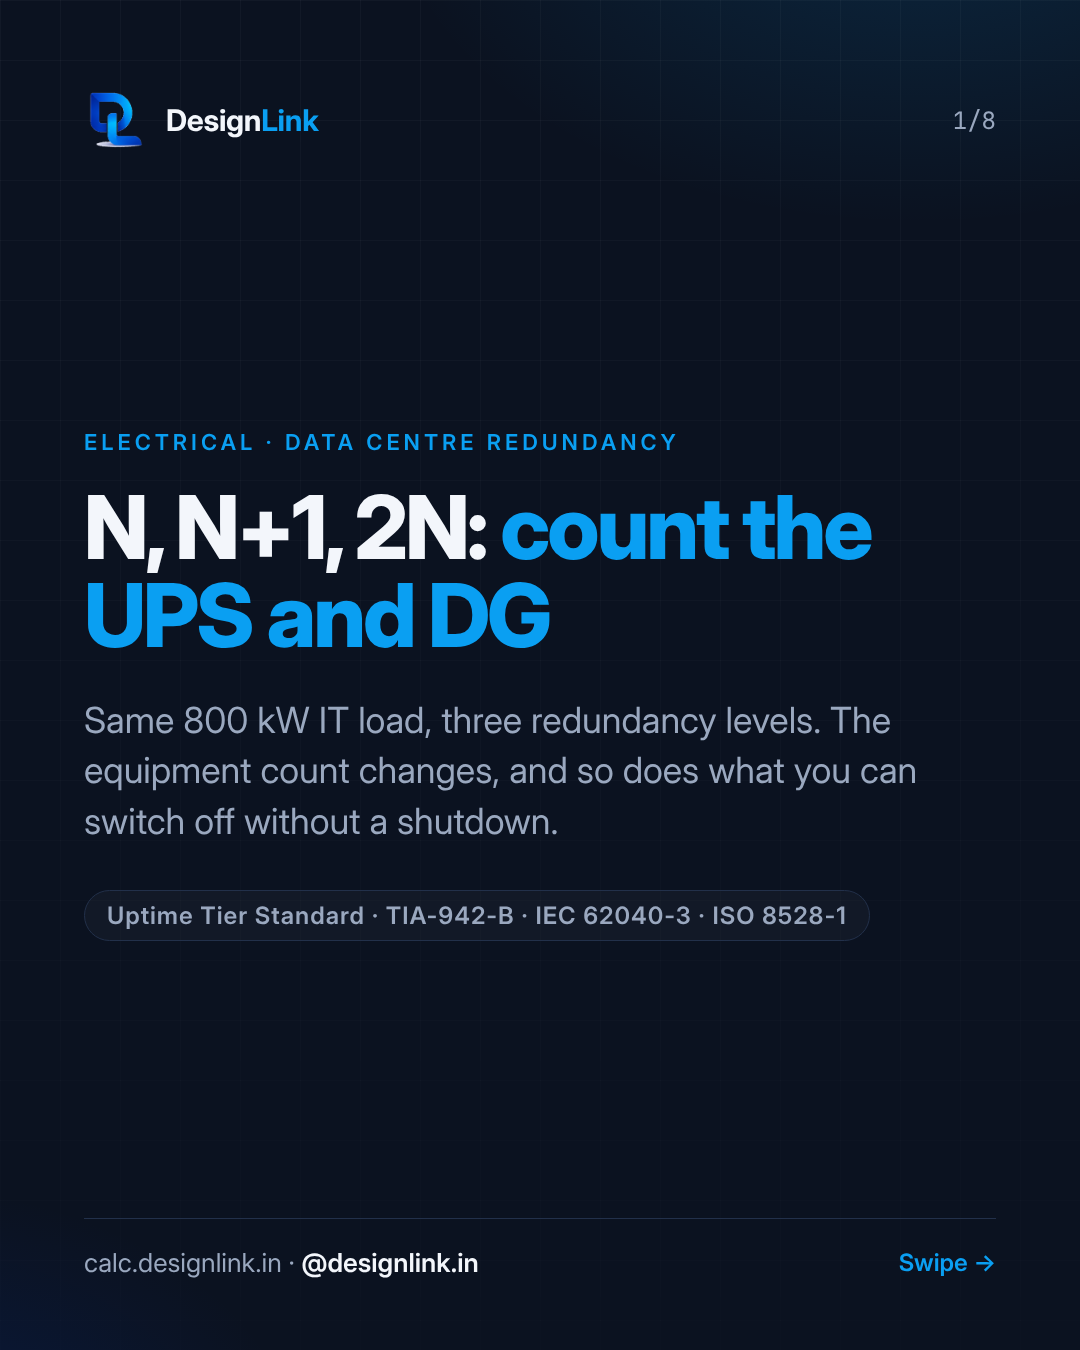 DesignLink
1/8
ELECTRICAL · DATA CENTRE REDUNDANCY
N, N+1, 2N: count the
UPS and DG
Same 800 kW IT load, three redundancy levels. The
equipment count changes, and so does what you can
switch off without a shutdown.
Uptime Tier Standard · TIA-942-B · IEC 62040-3 · ISO 8528-1
calc.designlink.in · @designlink.in
Swipe →